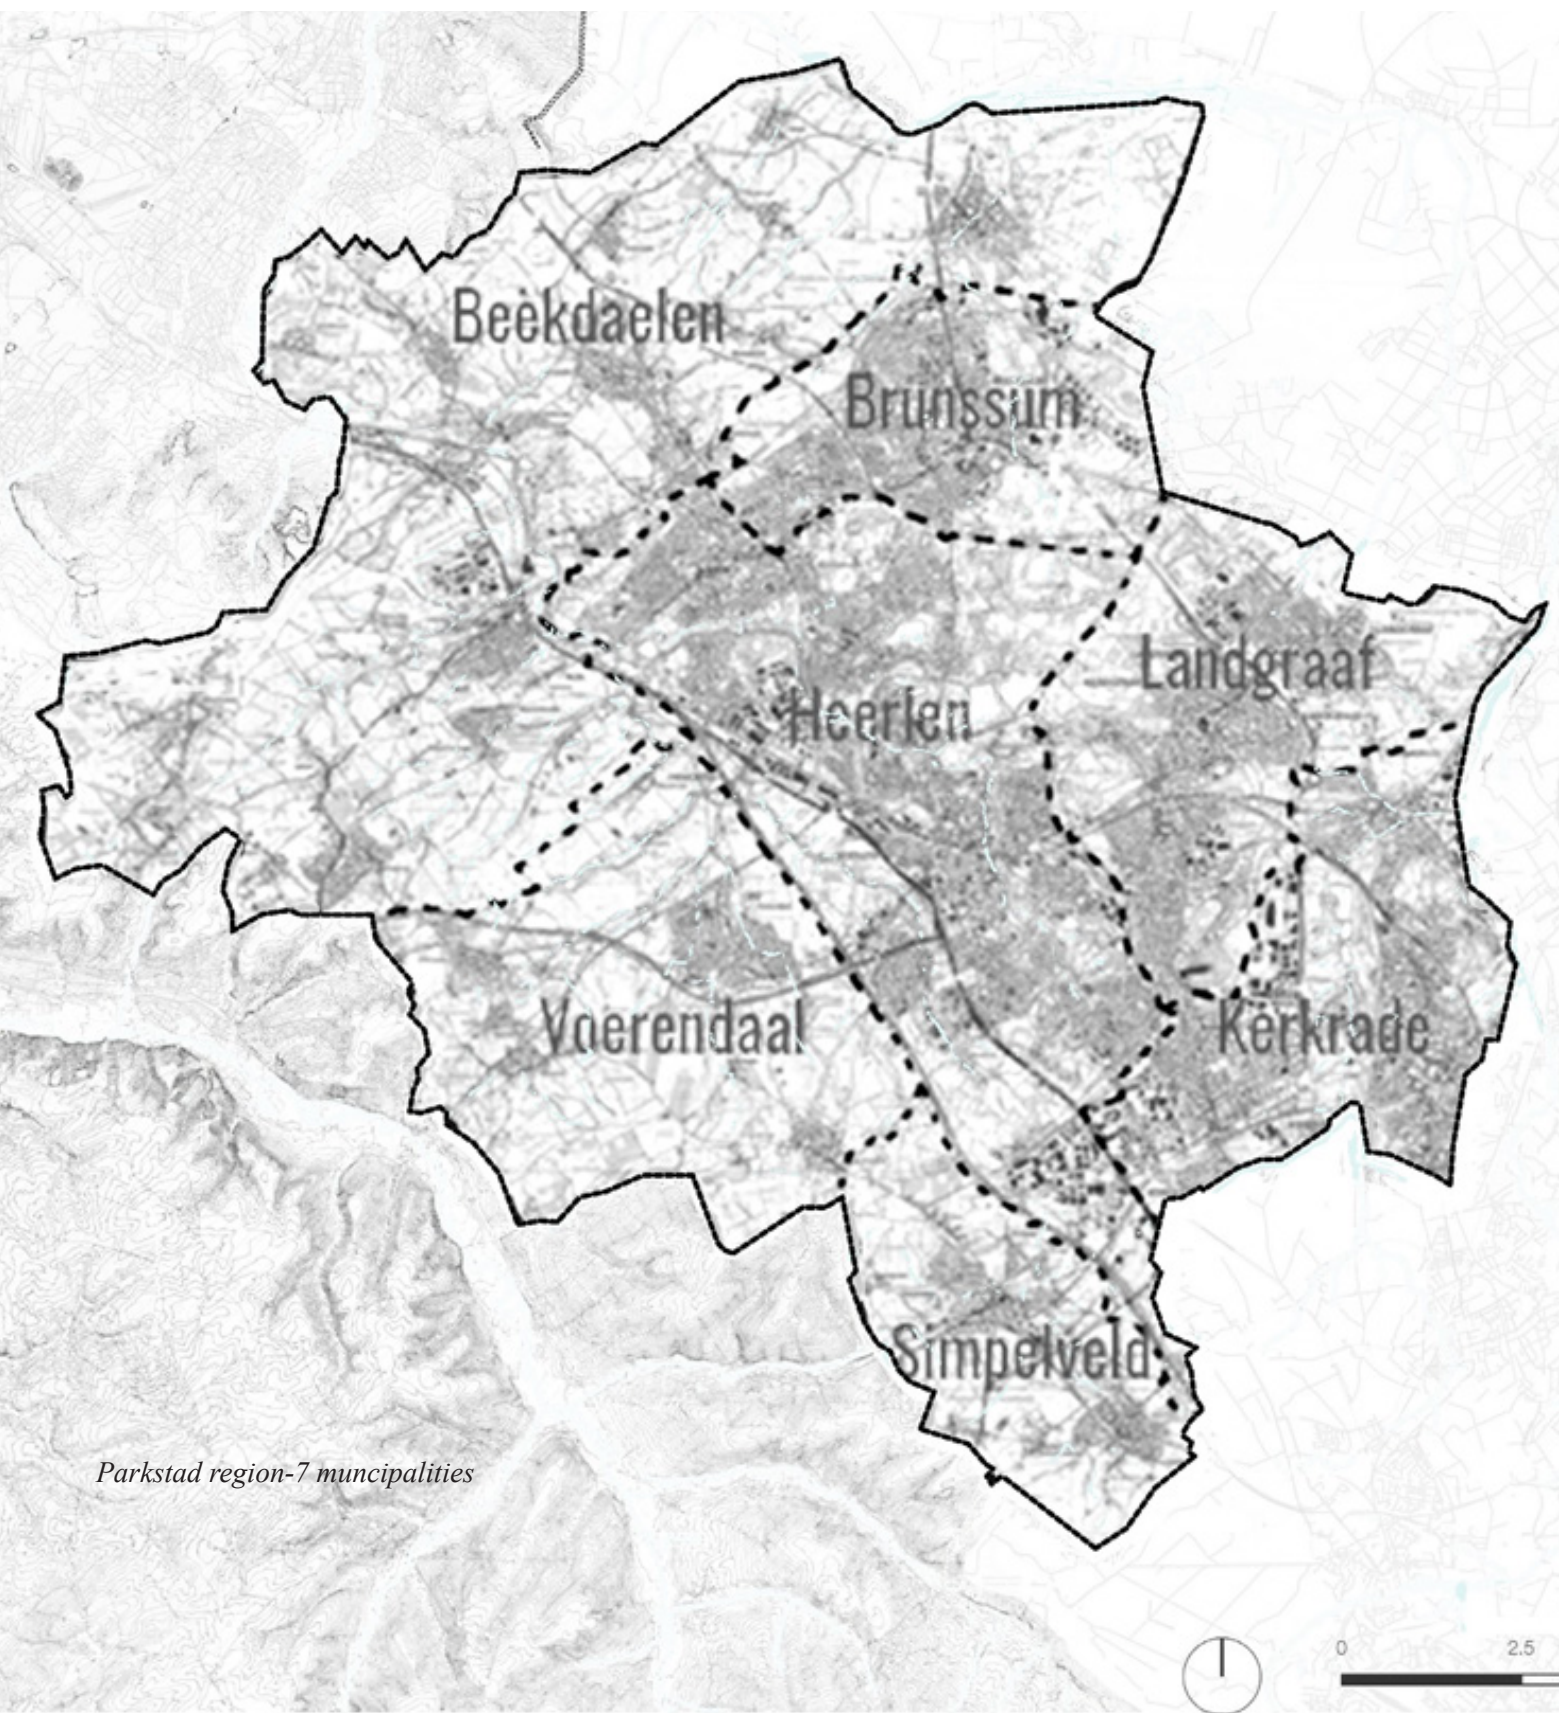 Beekdaelen
Brunssum
Landgraaf
Heerlen
Voerendaal
Kerkrade
Simpelveld
Parkstad region-7 muncipalities
0 2.5